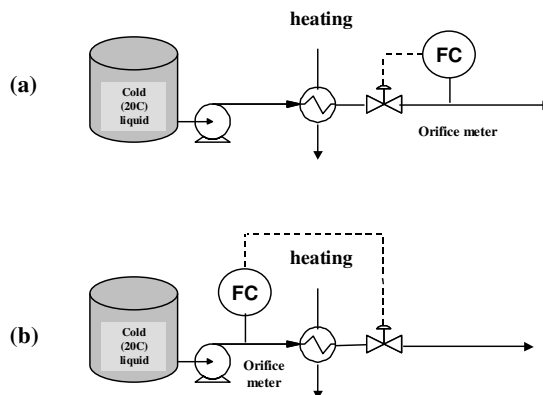 heating
FC
(a)
Cold
(20C)
liquid
Orifice meter
heating
FC
(b)
Cold
(20C)
liquid
Orifice
meter